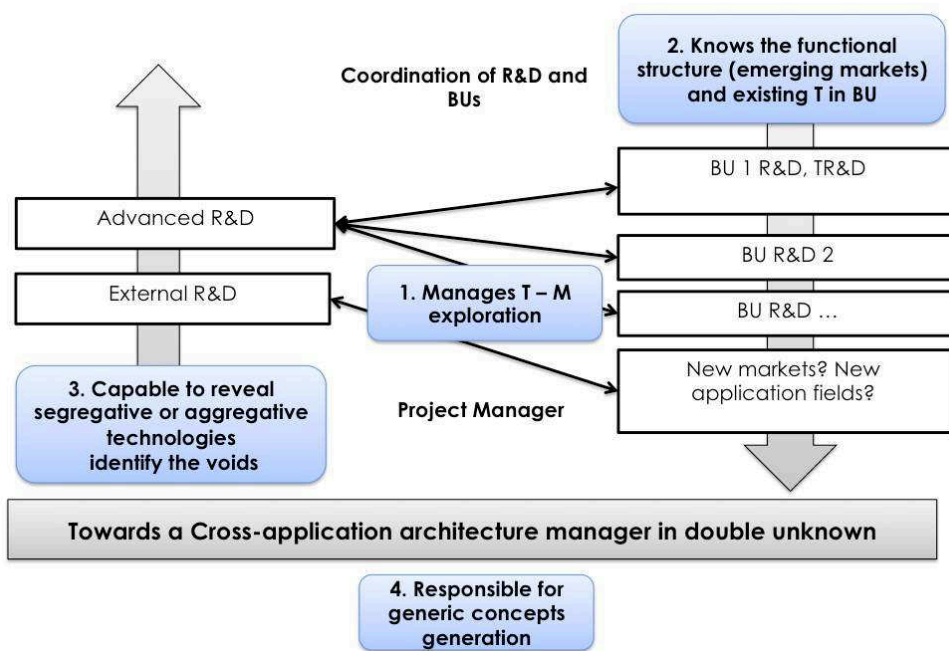 2. Knows the functional
structure (emerging markets)
and existing T in BU
Coordination of R&D and
BUs
BU 1 R&D, TR&D
Advanced R&D
BU R&D 2
External R&D
1. Manages T – M
exploration
BU R&D ...
New markets? New
application fields?
3. Capable to reveal
segregative or aggregative
technologies
identify the voids
Project Manager
Towards a Cross-application architecture manager in double unknown
4. Responsible for
generic concepts
generation